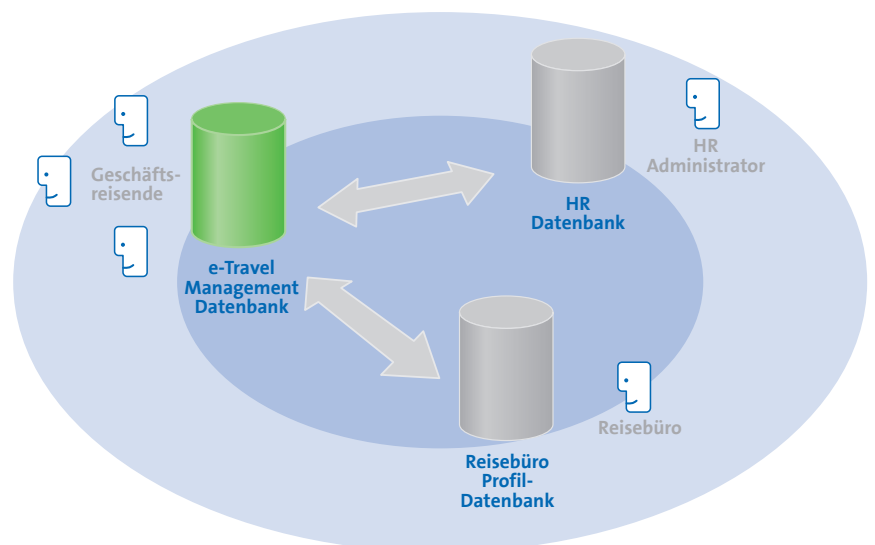 Geschäfts-
reisende
e-Travel
Management
Datenbank
HR
Datenbank
HR
Administrator
Reisebüro
Profil-
Datenbank
Reisebüro